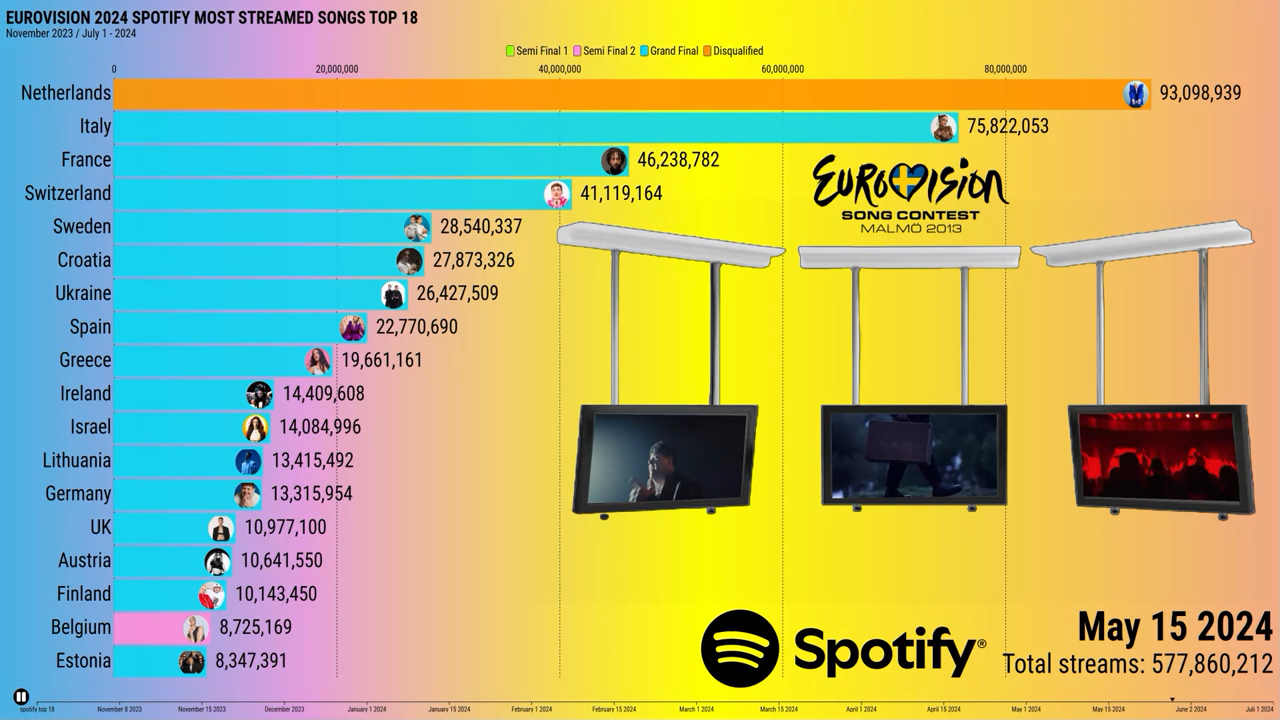 EUROVISION 2024 SPOTIFY MOST STREAMED SONGS TOP 18
November 2023 / July 1 - 2024
Semi Final 1 Semi Final 2 Grand Final Disqualified
0 20,000,000 40,000,000 60,000,000 80,000,000
Netherlands 93,098,939
Italy 75,822,053
France 46,238,782
Switzerland 41,119,164
Sweden 28,540,337
Croatia 27,873,326
Ukraine 26,427,509
Spain 22,770,690
Greece 19,661,161
Ireland 14,409,608
Israel 14,084,996
Lithuania 13,415,492
Germany 13,315,954
UK 10,977,100
Austria 10,641,550
Finland 10,143,450
Belgium 8,725,169
Estonia 8,347,391
EUROVISION
SONG CONTEST
MALMÖ 2013
Spotify®
May 15 2024
Total streams: 577,860,212
spotify top 18 November 8 2023 November 15 2023 December 2023 January 1 2024 January 15 2024 February 1 2024 February 15 2024 March 1 2024 March 15 2024 April 1 2024 April 15 2024 May 1 2024 May 15 2024 June 2 2024 Juli 1 2024